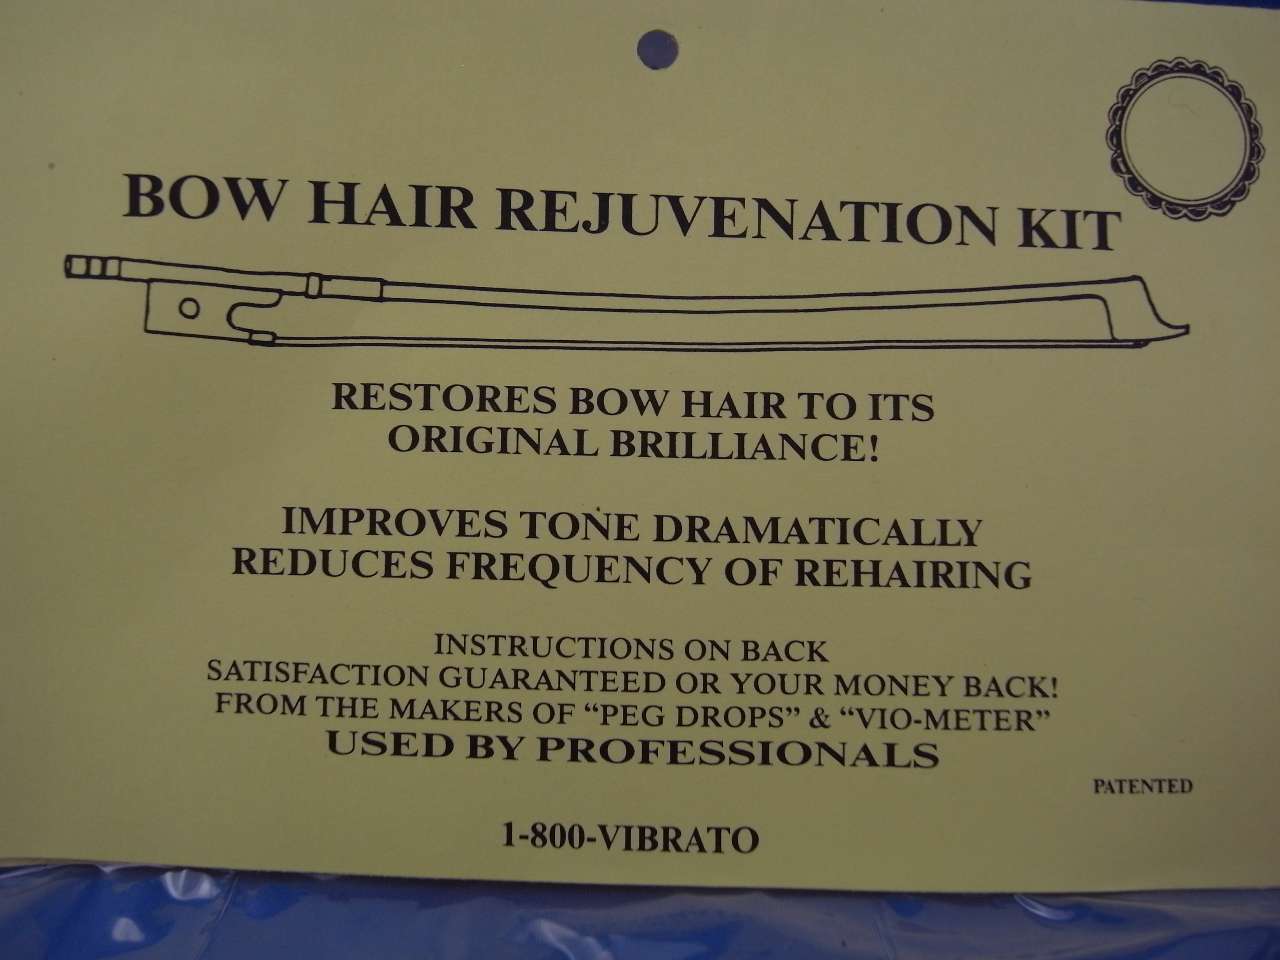 BOW HAIR REJUVENATION KIT
RESTORES BOW HAIR TO ITS
ORIGINAL BRILLIANCE!
IMPROVES TONE DRAMATICALLY
REDUCES FREQUENCY OF REHAIRING
INSTRUCTIONS ON BACK
SATISFACTION GUARANTEED OR YOUR MONEY BACK!
FROM THE MAKERS OF “PEG DROPS” & “VIO-METER”
USED BY PROFESSIONALS
PATENTED
1-800-VIBRATO